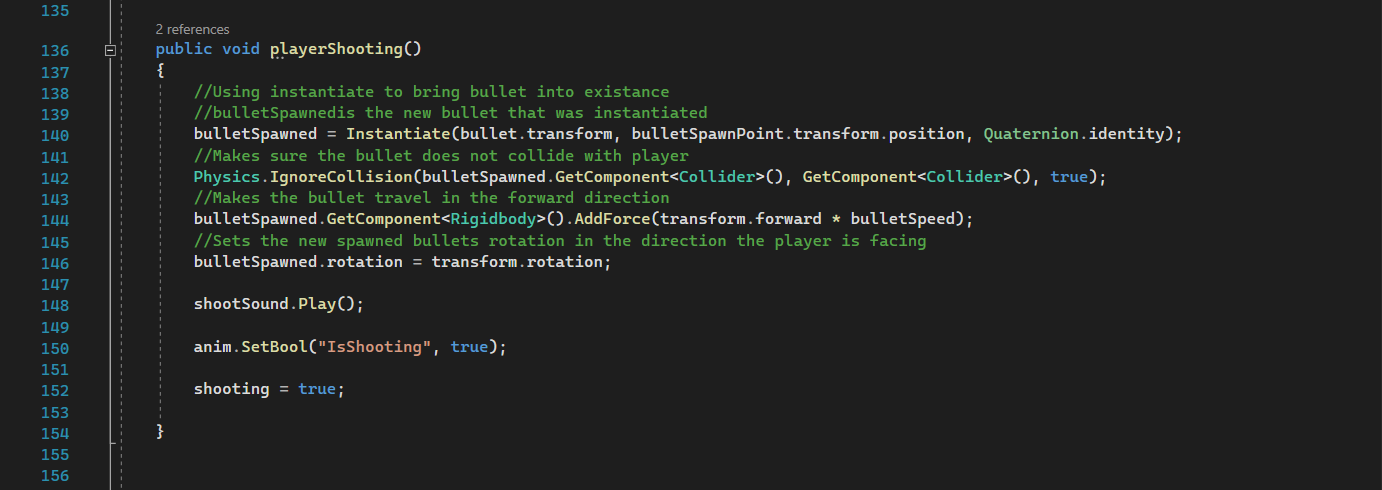 135
2 references
136 public void playerShooting()
137 {
138 //Using instantiate to bring bullet into existance
139 //bulletSpawnedis the new bullet that was instantiated
140 bulletSpawned = Instantiate(bullet.transform, bulletSpawnPoint.transform.position, Quaternion.identity);
141 //Makes sure the bullet does not collide with player
142 Physics.IgnoreCollision(bulletSpawned.GetComponent<Collider>(), GetComponent<Collider>(), true);
143 //Makes the bullet travel in the forward direction
144 bulletSpawned.GetComponent<Rigidbody>().AddForce(transform.forward * bulletSpeed);
145 //Sets the new spawned bullets rotation in the direction the player is facing
146 bulletSpawned.rotation = transform.rotation;
147
148 shootSound.Play();
149
150 anim.SetBool("IsShooting", true);
151
152 shooting = true;
153
154 }
155
156